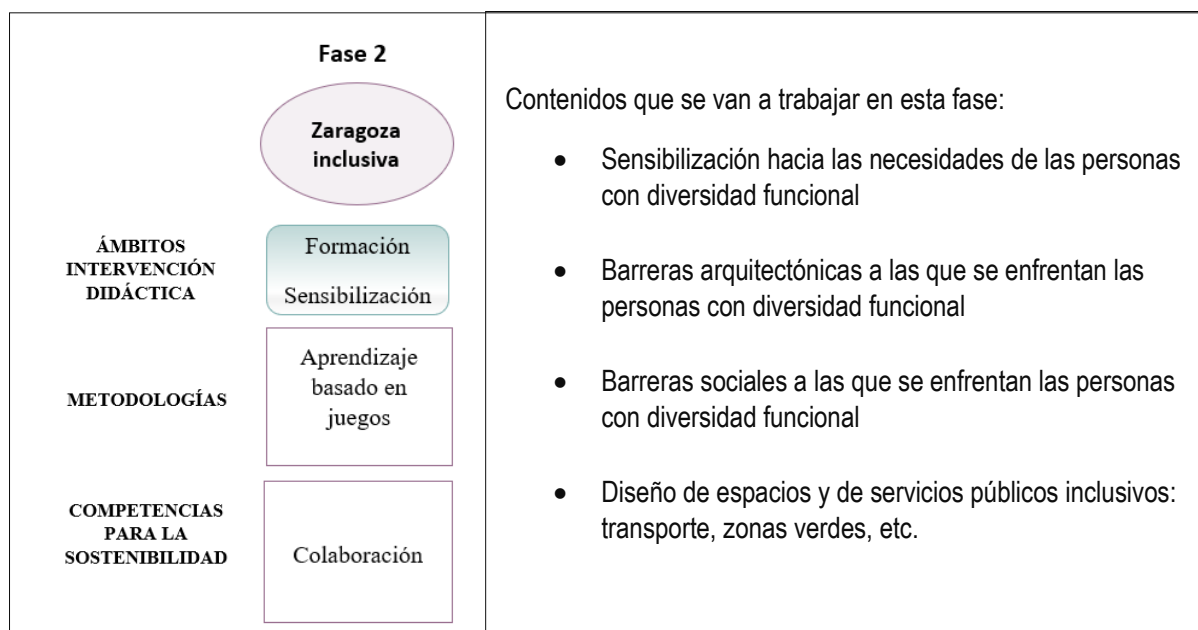 Fase 2
Zaragoza
inclusiva
ÁMBITOS
INTERVENCIÓN
DIDÁCTICA
Formación
Sensibilización
METODOLOGÍAS
Aprendizaje
basado en
juegos
COMPETENCIAS
PARA LA
SOSTENIBILIDAD
Colaboración
Contenidos que se van a trabajar en esta fase:
• Sensibilización hacia las necesidades de las personas
con diversidad funcional
• Barreras arquitectónicas a las que se enfrentan las
personas con diversidad funcional
• Barreras sociales a las que se enfrentan las personas
con diversidad funcional
• Diseño de espacios y de servicios públicos inclusivos:
transporte, zonas verdes, etc.